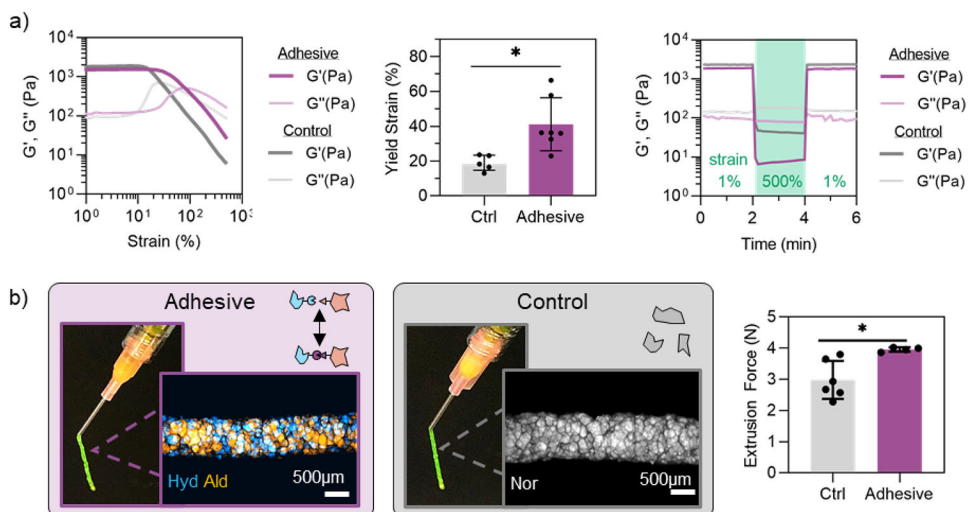 a)
G', G'' (Pa)
10⁴
10³
10²
10¹
10⁰
10⁰
10¹
10²
Strain (%)
Adhesive
G'(Pa)
G''(Pa)
Control
G'(Pa)
G''(Pa)
Yield Strain (%)
80
60
40
20
0
*
Ctrl
Adhesive
G', G'' (Pa)
10⁴
10³
10²
10¹
10⁰
strain
1% 500% 1%
0 2 4 6
Time (min)
Adhesive
G'(Pa)
G''(Pa)
Control
G'(Pa)
G''(Pa)
b)
Adhesive
Hyd Ald
500µm
Control
Nor
500µm
Extrusion Force (N)
5
4
3
2
1
0
*
Ctrl
Adhesive